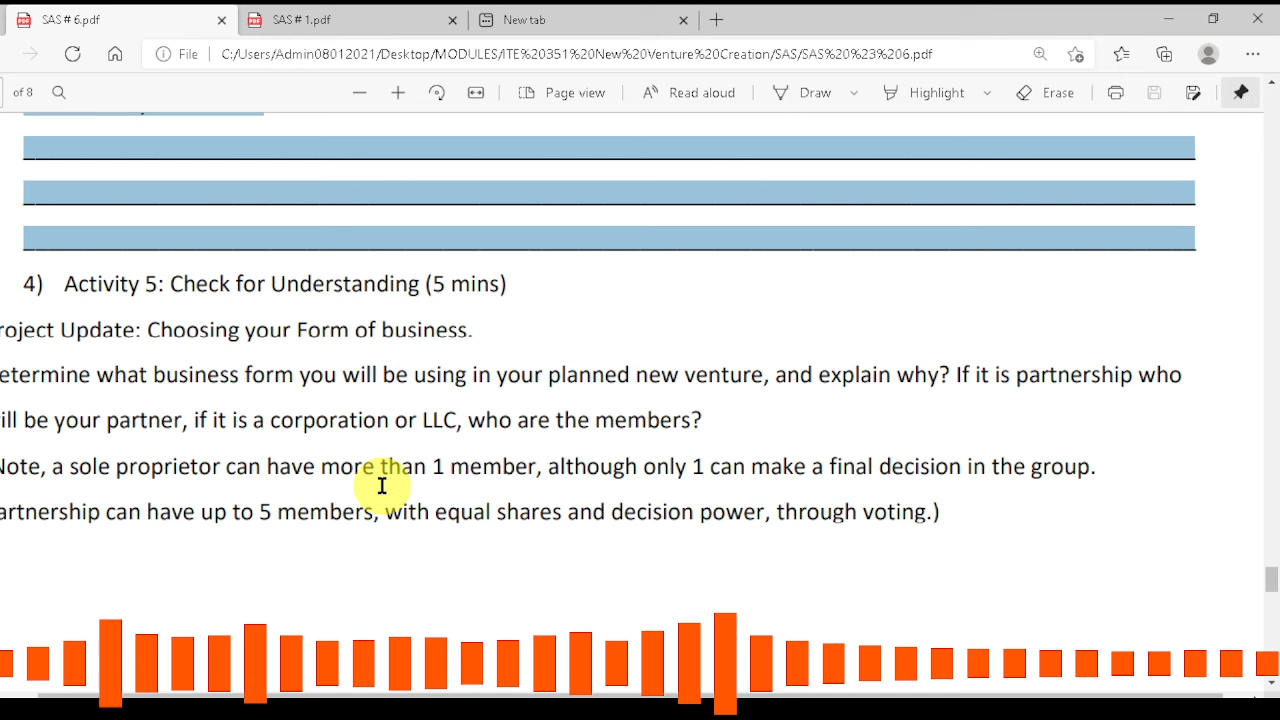 SAS # 6.pdf
SAS # 1.pdf
New tab
File C:/Users/Admin08012021/Desktop/MODULES/ITE%20351%20New%20Venture%20Creation/SAS/SAS%20%23%206.pdf
of 8 Page view Read aloud Draw Highlight Erase
4) Activity 5: Check for Understanding (5 mins)
roject Update: Choosing your Form of business.
etermine what business form you will be using in your planned new venture, and explain why? If it is partnership who
ill be your partner, if it is a corporation or LLC, who are the members?
Note, a sole proprietor can have more than 1 member, although only 1 can make a final decision in the group.
artnership can have up to 5 members, with equal shares and decision power, through voting.)